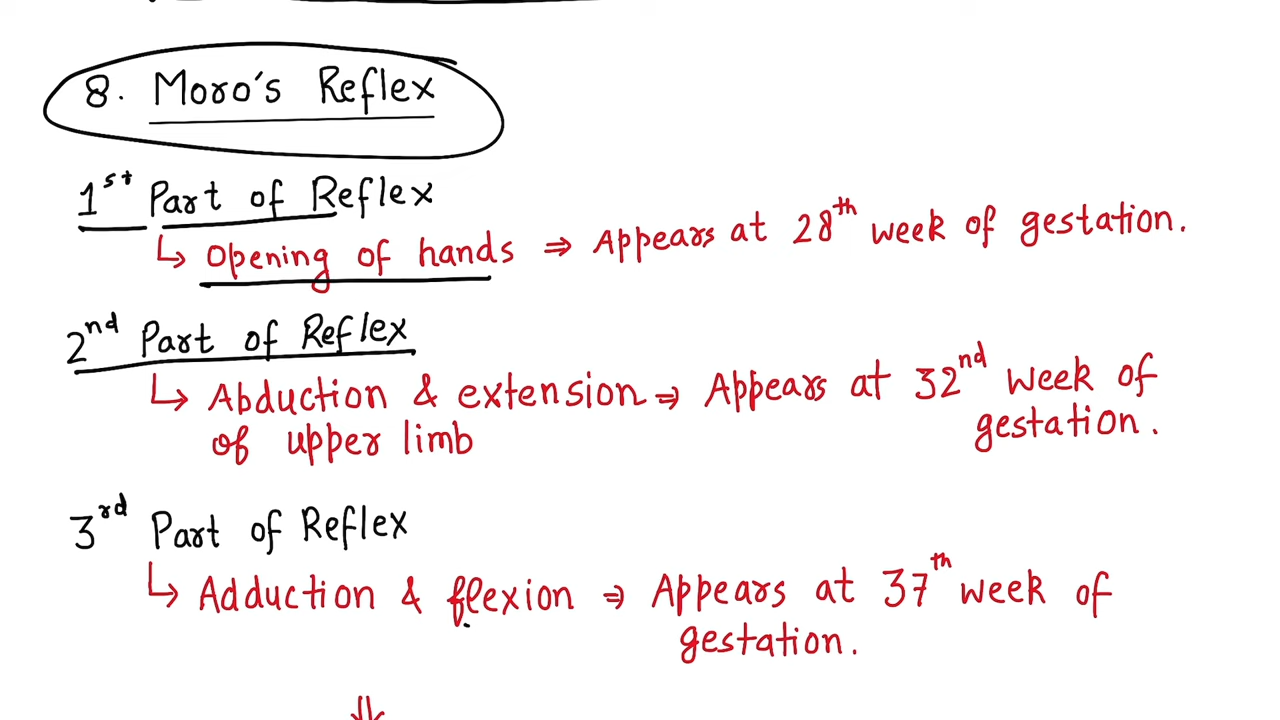 8. Moro's Reflex
1st Part of Reflex
↳ Opening of hands ⇒ Appears at 28th week of gestation.
2nd Part of Reflex
↳ Abduction & extension ⇒ Appears at 32nd week of
of upper limb gestation.
3rd Part of Reflex
↳ Adduction & flexion ⇒ Appears at 37th week of
gestation.